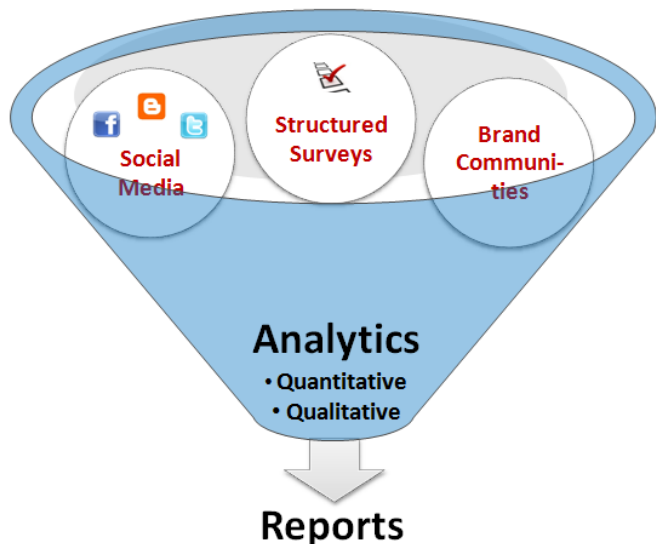 Structured
Surveys
Social
Media
Brand
Communi-
ties
Analytics
• Quantitative
• Qualitative
Reports